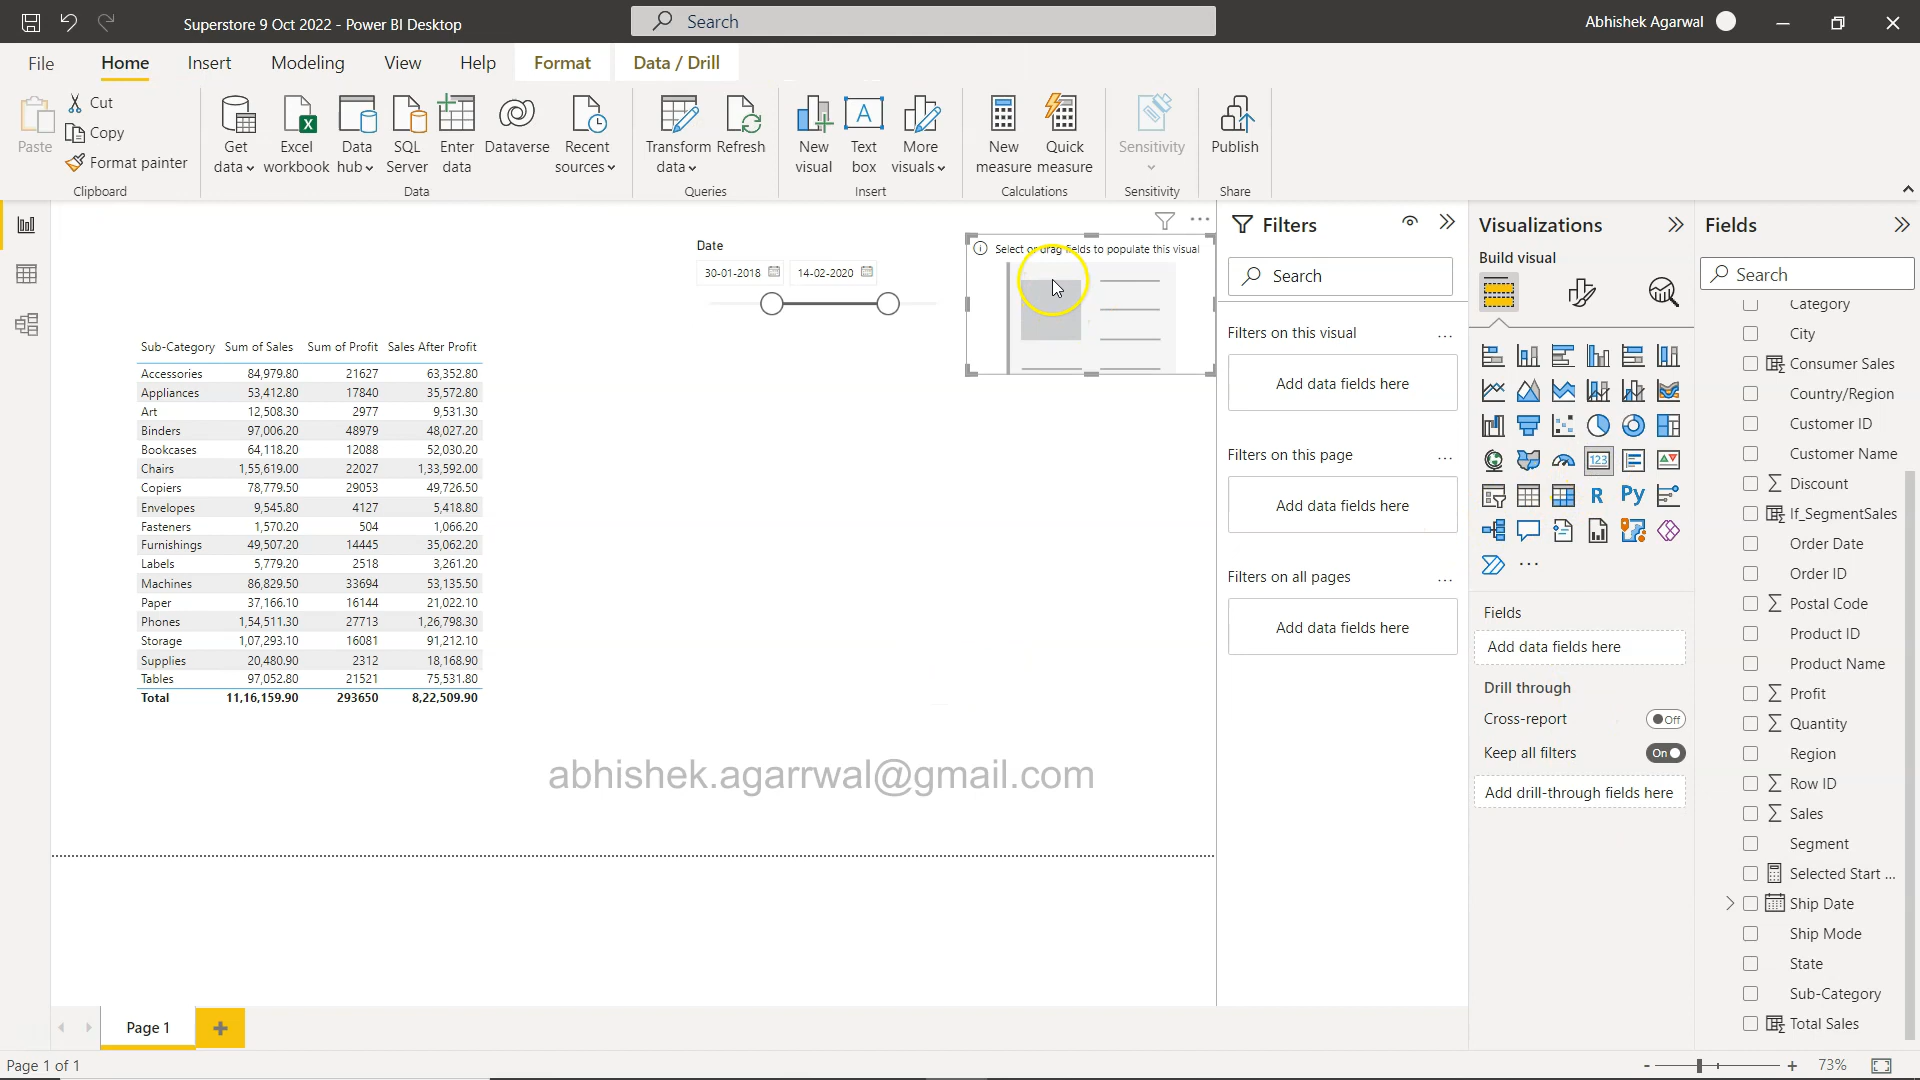 Superstore 9 Oct 2022 - Power BI Desktop
Search
Abhishek Agarwal
File Home Insert Modeling View Help Format Data / Drill
Paste
Cut
Copy
Format painter
Clipboard
Get data
Excel workbook
Data hub
SQL Server
Enter data
Dataverse
Recent sources
Data
Transform data
Refresh
Queries
New visual
Text box
More visuals
Insert
New measure
Quick measure
Calculations
Sensitivity
Sensitivity
Publish
Share
Date
30-01-2018 14-02-2020
Select or drag fields to populate this visual
Sub-Category Sum of Sales Sum of Profit Sales After Profit
Accessories 84,979.80 21627 63,352.80
Appliances 53,412.80 17840 35,572.80
Art 12,508.30 2977 9,531.30
Binders 97,006.20 48979 48,027.20
Bookcases 64,118.20 12088 52,030.20
Chairs 1,55,619.00 22027 1,33,592.00
Copiers 78,779.50 29053 49,726.50
Envelopes 9,545.80 4127 5,418.80
Fasteners 1,570.20 504 1,066.20
Furnishings 49,507.20 14445 35,062.20
Labels 5,779.20 2518 3,261.20
Machines 86,829.50 33694 53,135.50
Paper 37,166.10 16144 21,022.10
Phones 1,54,511.30 27713 1,26,798.30
Storage 1,07,293.10 16081 91,212.10
Supplies 20,480.90 2312 18,168.90
Tables 97,052.80 21521 75,531.80
Total 11,16,159.90 293650 8,22,509.90
abhishek.agarrwal@gmail.com
Filters
Search
Filters on this visual
Add data fields here
Filters on this page
Add data fields here
Filters on all pages
Add data fields here
Visualizations
Build visual
123
R
Py
Fields
Add data fields here
Drill through
Cross-report Off
Keep all filters On
Add drill-through fields here
Fields
Search
Category
City
Consumer Sales
Country/Region
Customer ID
Customer Name
Discount
If_SegmentSales
Order Date
Order ID
Postal Code
Product ID
Product Name
Profit
Quantity
Region
Row ID
Sales
Segment
Selected Start ...
Ship Date
Ship Mode
State
Sub-Category
Total Sales
Page 1
Page 1 of 1
73%